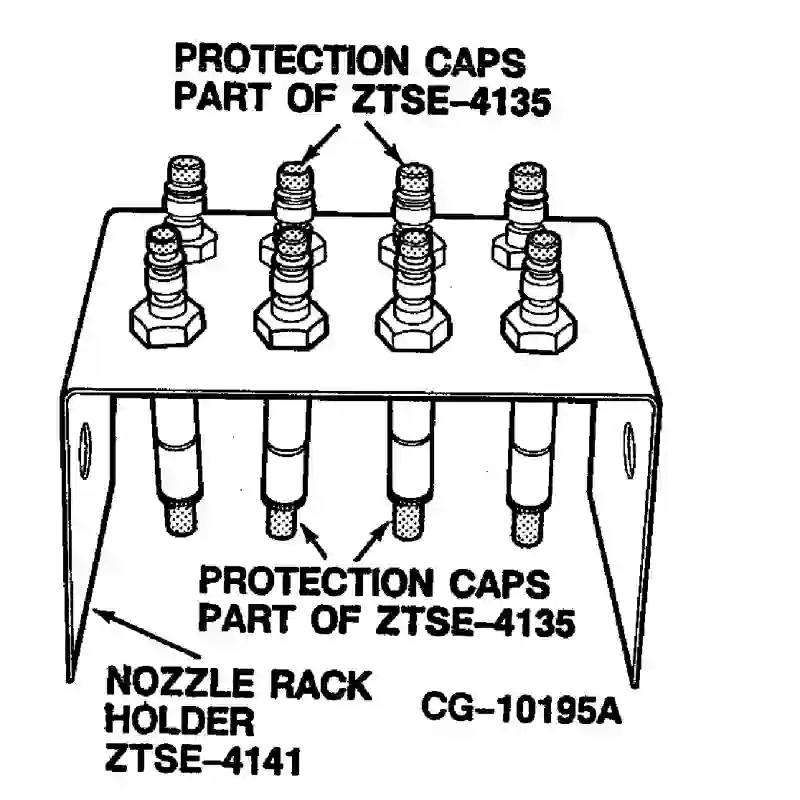 PROTECTION CAPS
PART OF ZTSE-4135
PROTECTION CAPS
PART OF ZTSE-4135
NOZZLE RACK
HOLDER
ZTSE-4141
CG-10195A